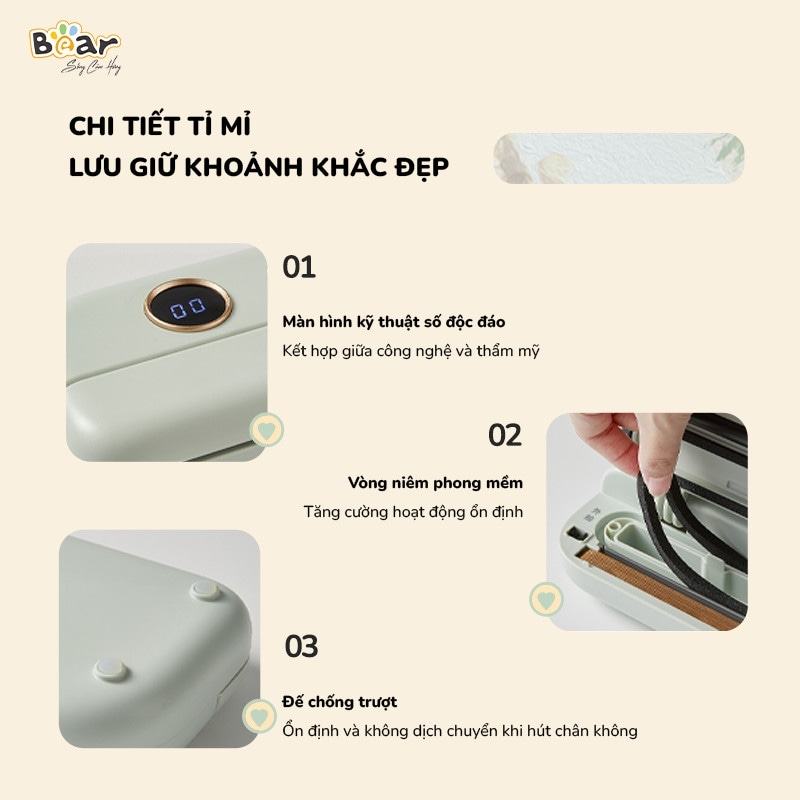 Bear
Sống Cảm Hứng
CHI TIẾT TỈ MỈ
LƯU GIỮ KHOẢNH KHẮC ĐẸP
01
00
Màn hình kỹ thuật số độc đáo
Kết hợp giữa công nghệ và thẩm mỹ
02
Vòng niêm phong mềm
Tăng cường hoạt động ổn định
03
Đế chống trượt
Ổn định và không dịch chuyển khi hút chân không